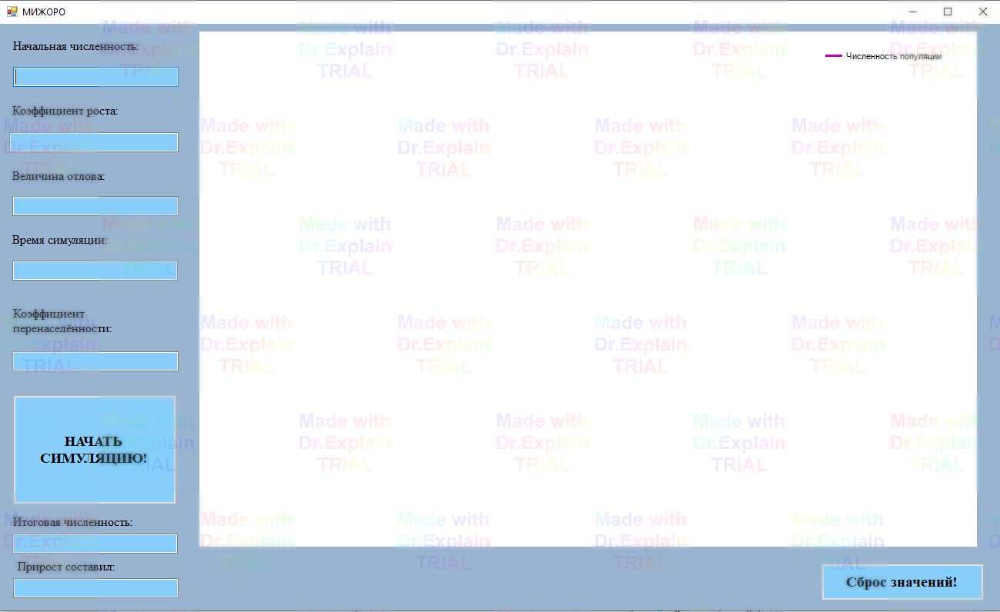 МИЖОРО
Начальная численность:
Численность популяции
Коэффициент роста:
Величина отлова:
Время симуляции:
Коэффициент
перенаселённости:
НАЧАТЬ
СИМУЛЯЦИЮ!
Итоговая численность:
Прирост составил:
Сброс значений!
Made with
Dr.Explain
TRIAL